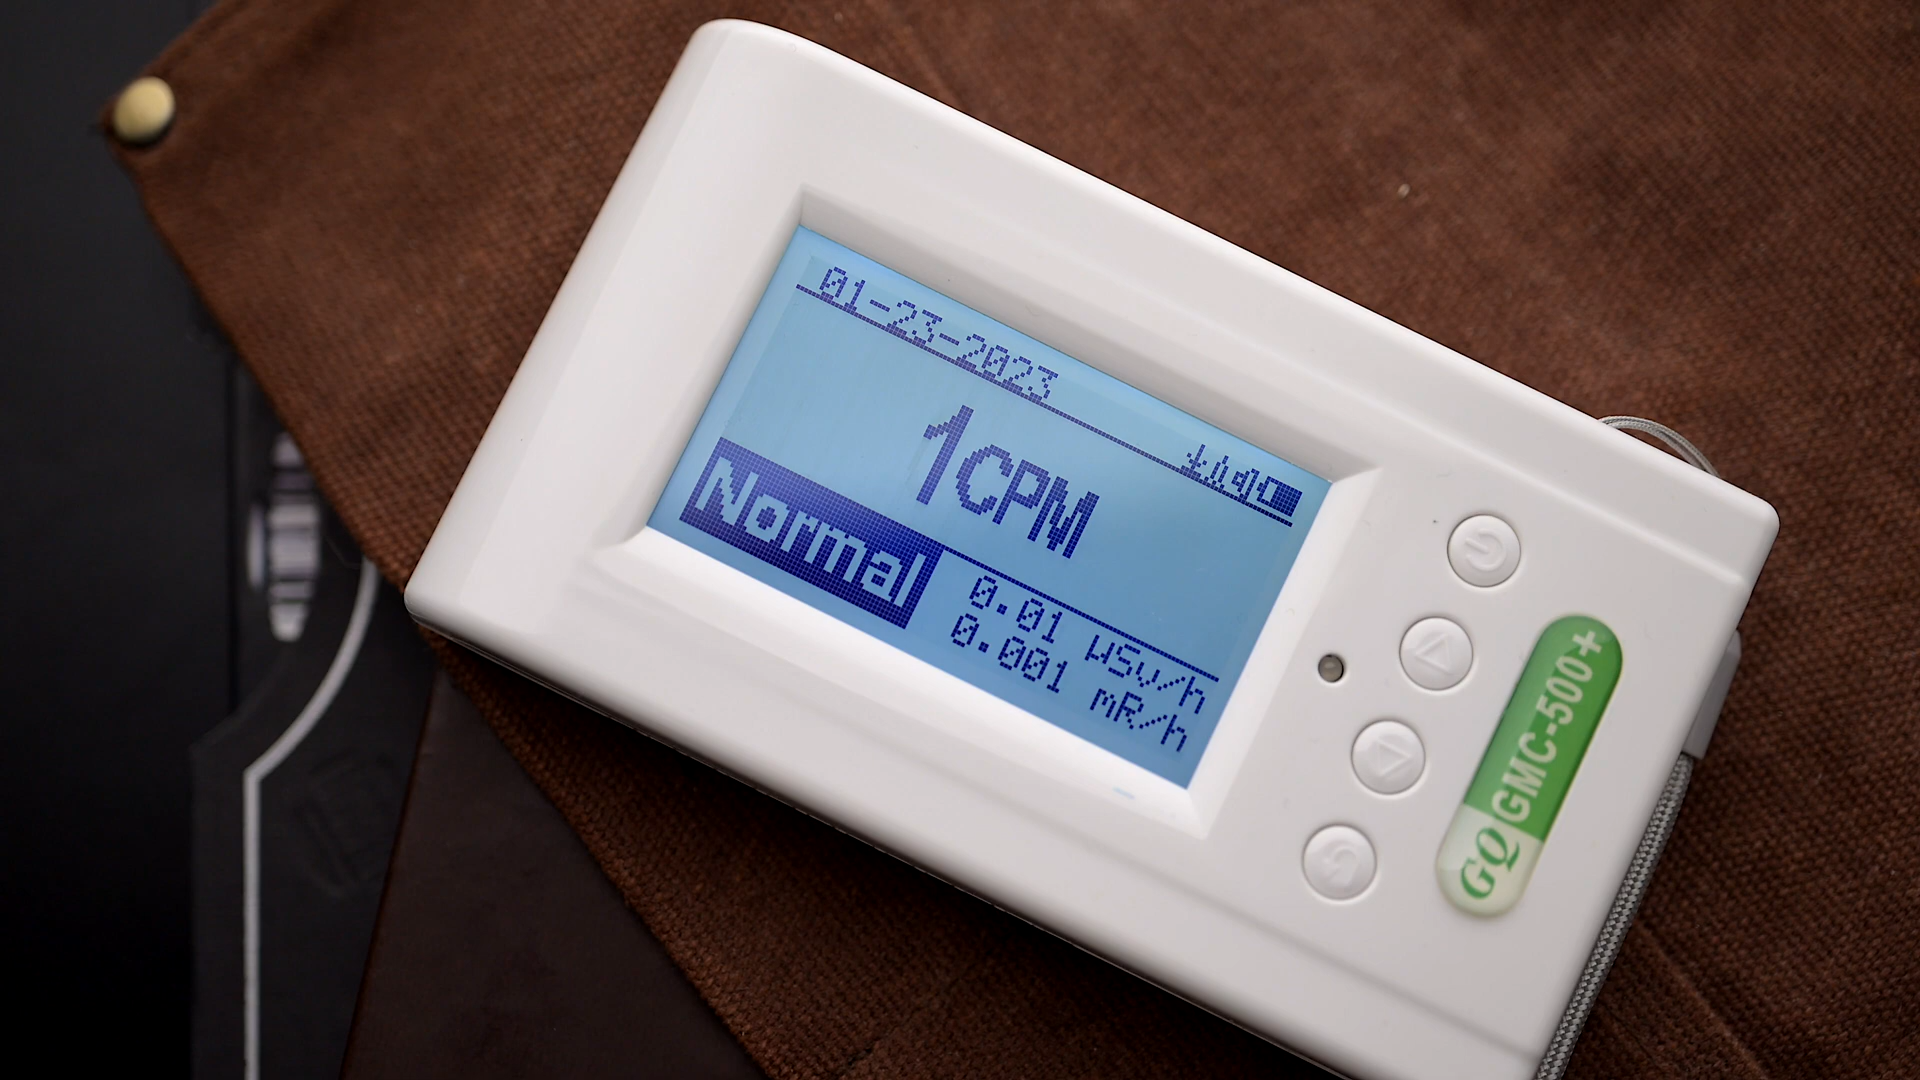 01-23-2023
1CPM
Normal
0.01 µSv/h
0.001 mR/h
GQ GMC-500+